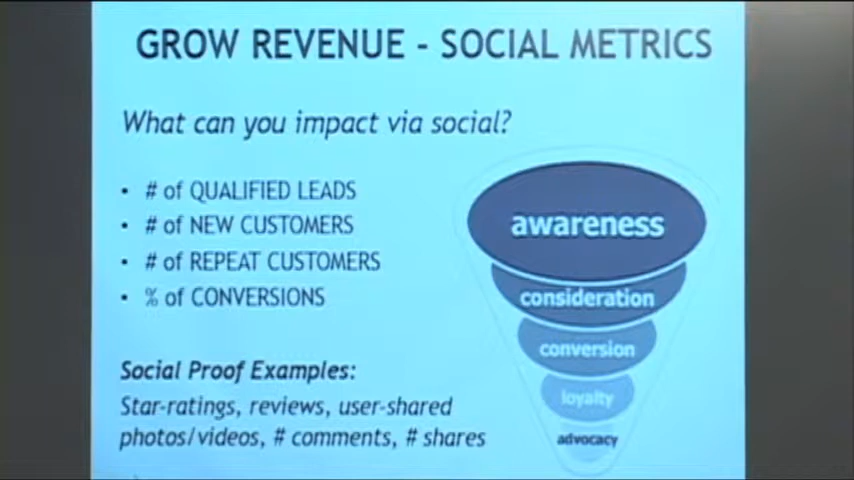 GROW REVENUE - SOCIAL METRICS
What can you impact via social?
• # of QUALIFIED LEADS
• # of NEW CUSTOMERS
• # of REPEAT CUSTOMERS
• % of CONVERSIONS
Social Proof Examples:
Star-ratings, reviews, user-shared
photos/videos, # comments, # shares
awareness
consideration
conversion
loyalty
advocacy